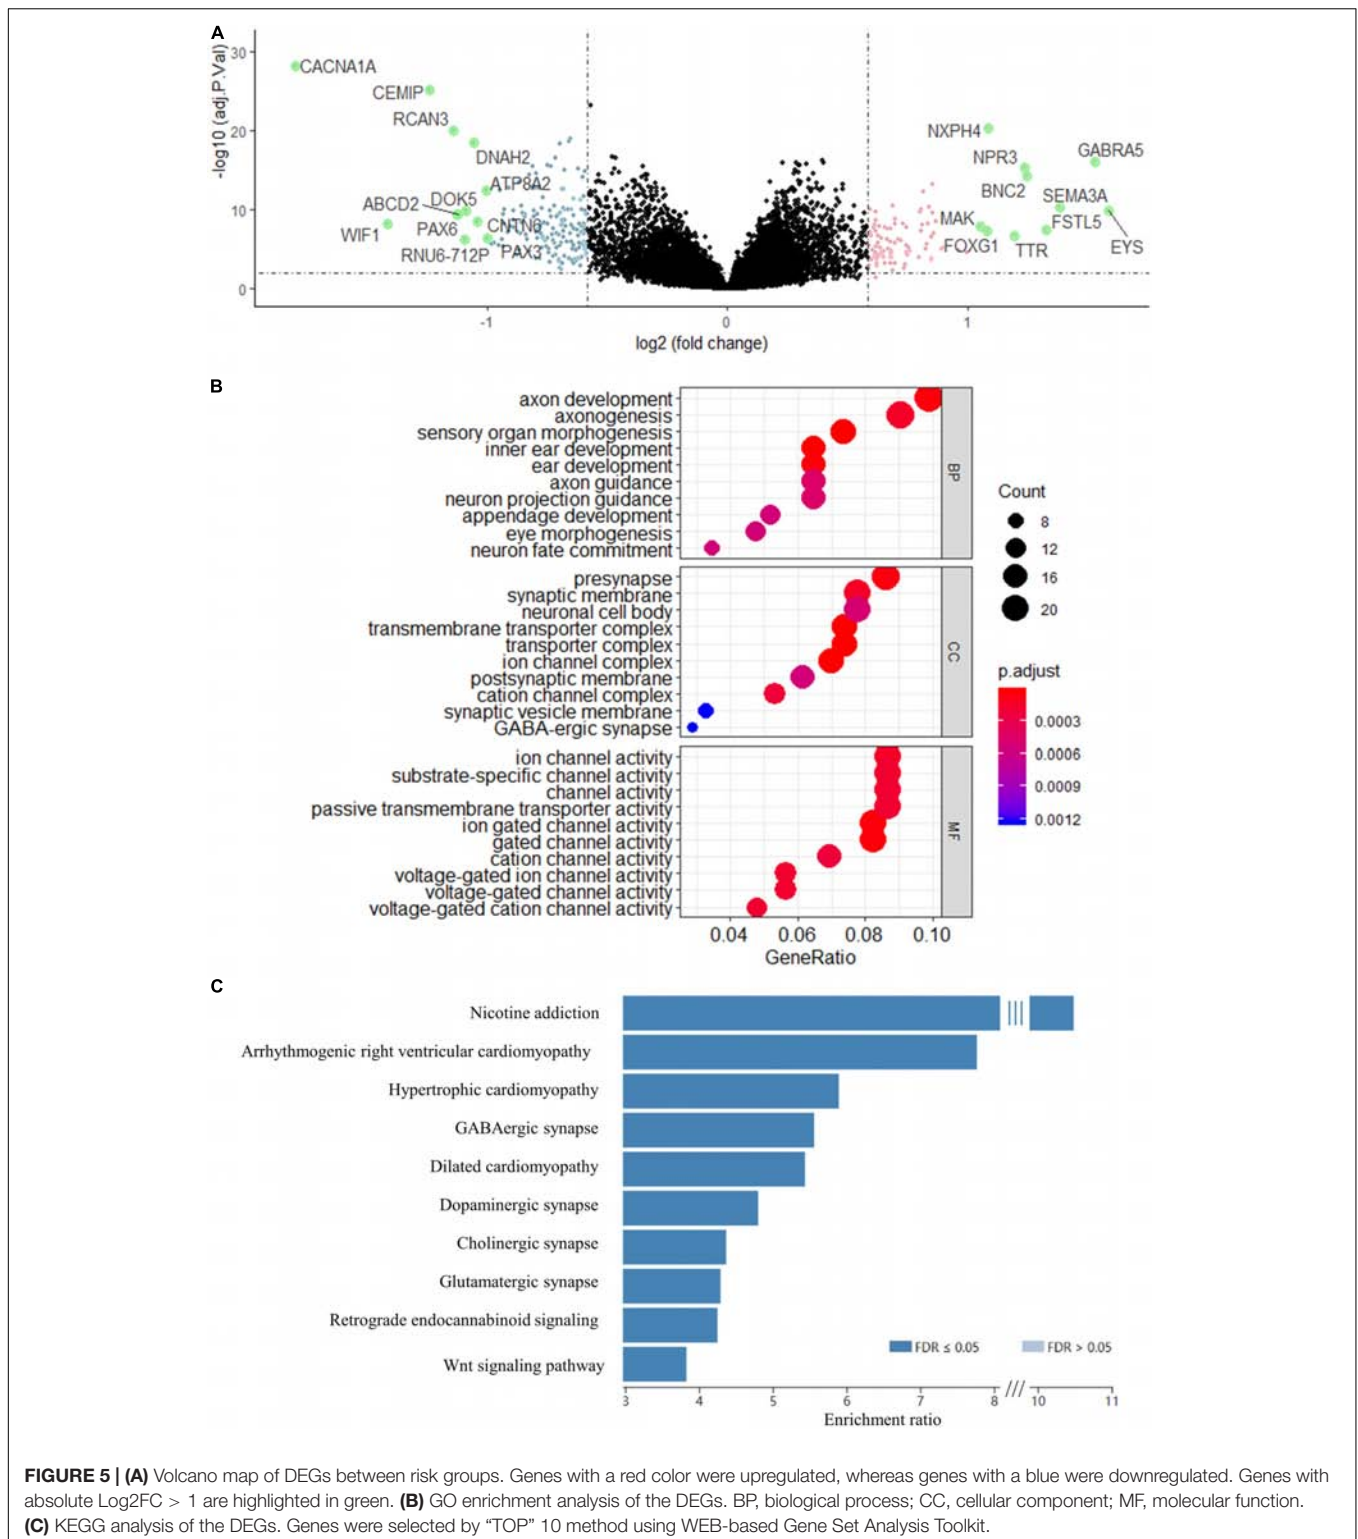 A
-log10 (adj.P.Val)
30
20
10
0
CACNA1A
CEMIP
RCAN3
DNAH2
ATP8A2
DOK5
ABCD2
PAX6
CNTN6
WIF1
RNU6-712P
PAX3
NXPH4
GABRA5
NPR3
BNC2
SEMA3A
MAK
FSTL5
FOXG1
TTR
EYS
-1
0
1
log2 (fold change)
B
axon development
axonogenesis
sensory organ morphogenesis
inner ear development
ear development
axon guidance
neuron projection guidance
appendage development
eye morphogenesis
neuron fate commitment
BP
presynapse
synaptic membrane
neuronal cell body
transmembrane transporter complex
transporter complex
ion channel complex
postsynaptic membrane
cation channel complex
synaptic vesicle membrane
GABA-ergic synapse
CC
ion channel activity
substrate-specific channel activity
channel activity
passive transmembrane transporter activity
ion gated channel activity
gated channel activity
cation channel activity
voltage-gated ion channel activity
voltage-gated channel activity
voltage-gated cation channel activity
MF
0.04 0.06 0.08 0.10
GeneRatio
Count
8
12
16
20
p.adjust
0.0003
0.0006
0.0009
0.0012
C
Nicotine addiction
Arrhythmogenic right ventricular cardiomyopathy
Hypertrophic cardiomyopathy
GABAergic synapse
Dilated cardiomyopathy
Dopaminergic synapse
Cholinergic synapse
Glutamatergic synapse
Retrograde endocannabinoid signaling
Wnt signaling pathway
FDR ≤ 0.05 FDR > 0.05
3 4 5 6 7 8 10 11
Enrichment ratio
FIGURE 5 | (A) Volcano map of DEGs between risk groups. Genes with a red color were upregulated, whereas genes with a blue were downregulated. Genes with
absolute Log2FC > 1 are highlighted in green. (B) GO enrichment analysis of the DEGs. BP, biological process; CC, cellular component; MF, molecular function.
(C) KEGG analysis of the DEGs. Genes were selected by “TOP” 10 method using WEB-based Gene Set Analysis Toolkit.